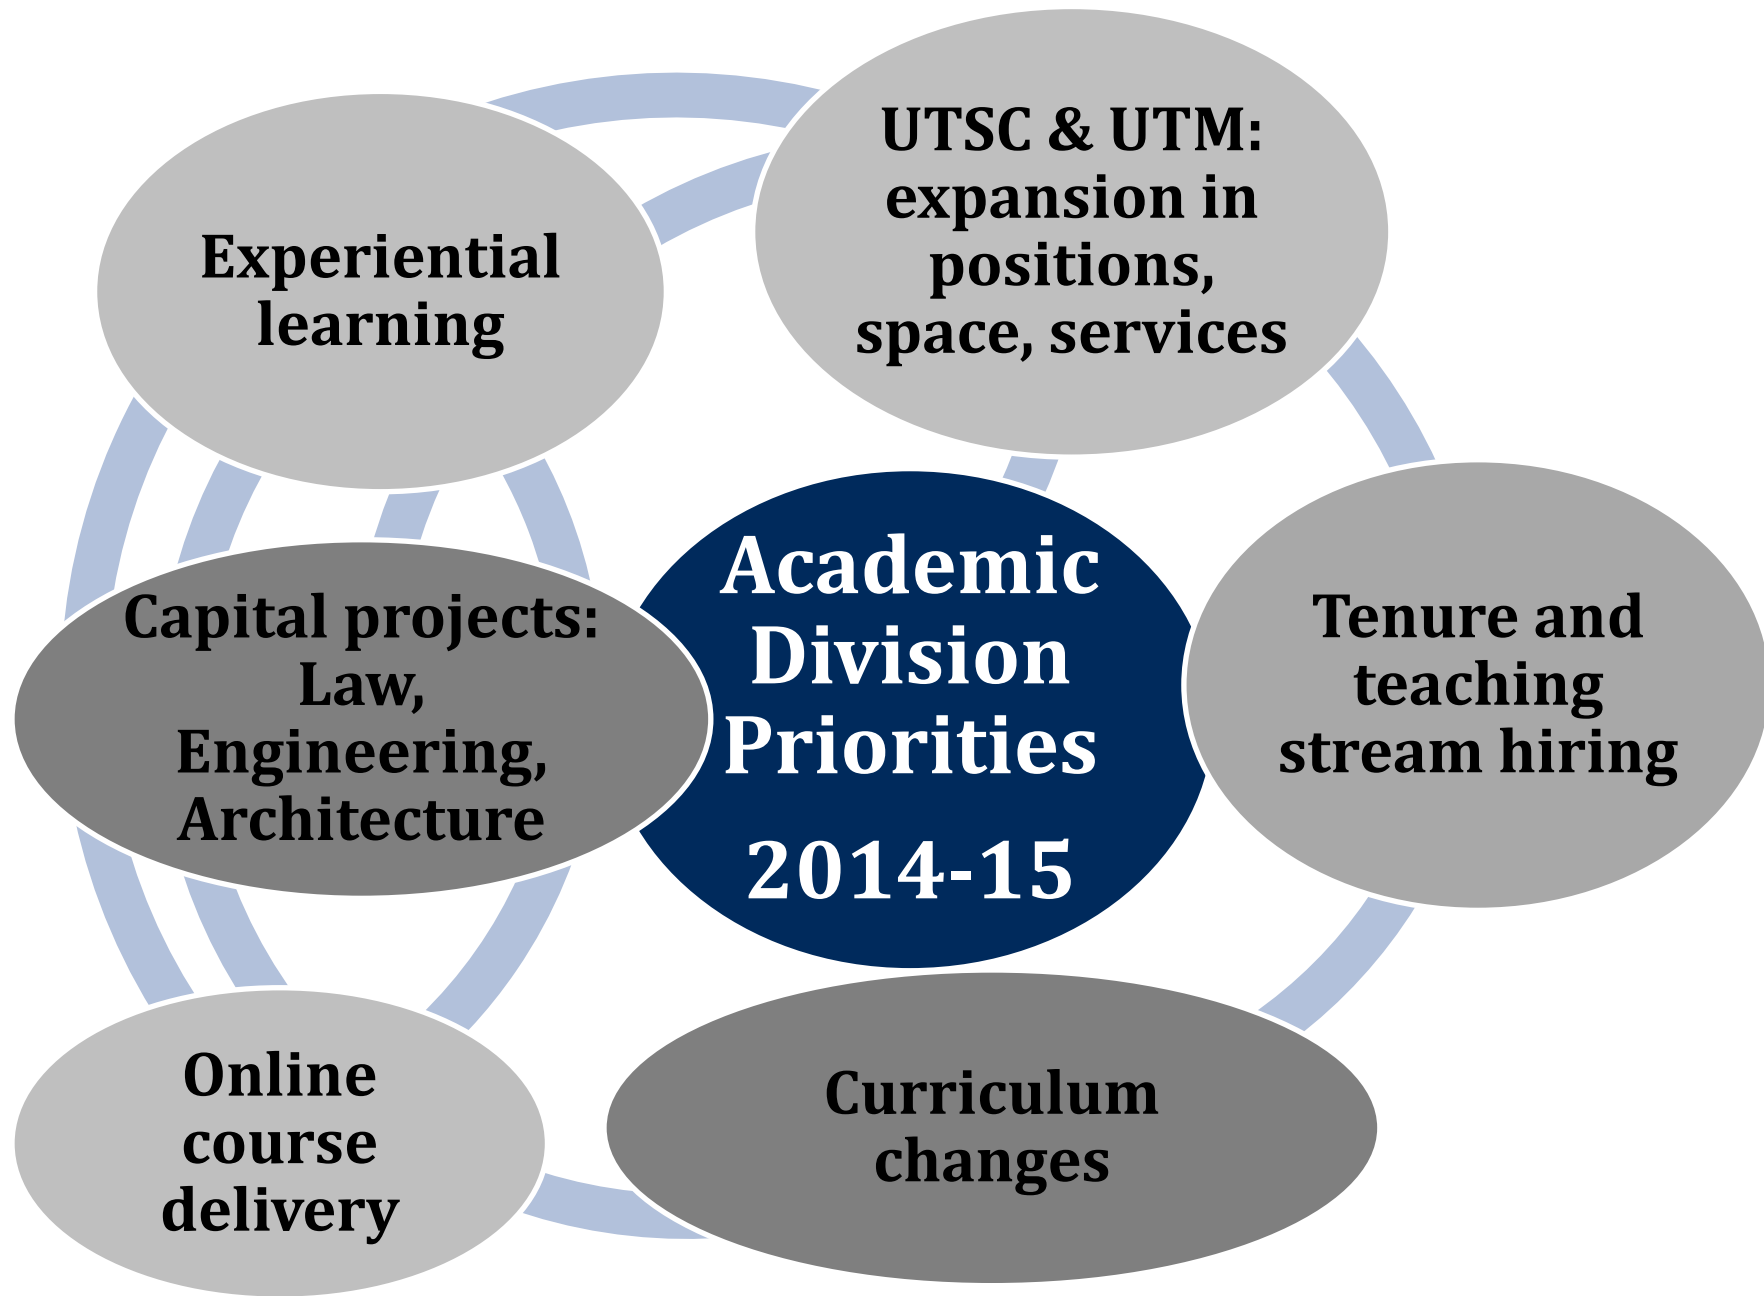 Experiential
learning
UTSC & UTM:
expansion in
positions,
space, services
Academic
Division
Priorities
2014-15
Tenure and
teaching
stream hiring
Capital projects:
Law,
Engineering,
Architecture
Online
course
delivery
Curriculum
changes